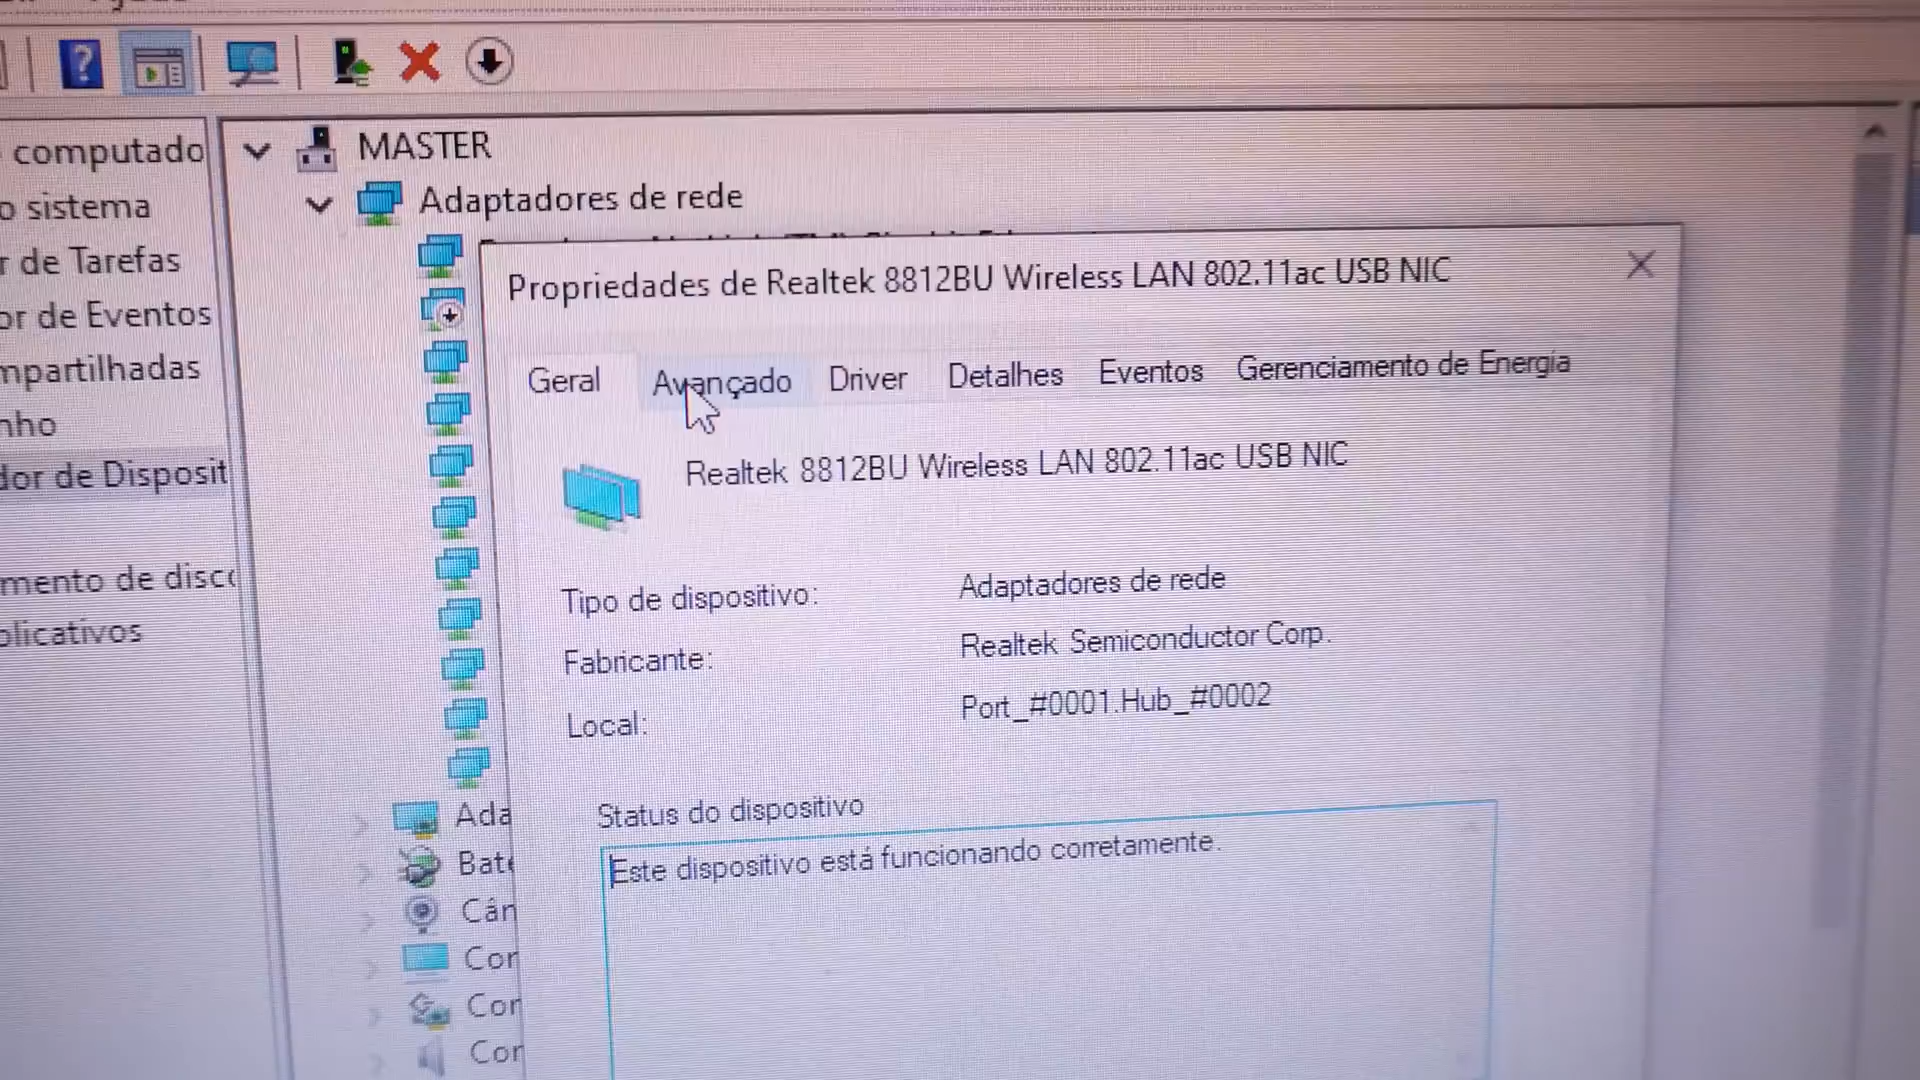 MASTER
computado
Adaptadores de rede
o sistema
r de Tarefas
or de Eventos
mpartilhadas
nho
dor de Disposit
mento de disco
plicativos
Propriedades de Realtek 8812BU Wireless LAN 802.11ac USB NIC
Geral Avançado Driver Detalhes Eventos Gerenciamento de Energia
Realtek 8812BU Wireless LAN 802.11ac USB NIC
Tipo de dispositivo: Adaptadores de rede
Fabricante: Realtek Semiconductor Corp.
Local: Port_#0001.Hub_#0002
Status do dispositivo
Este dispositivo está funcionando corretamente.
Ada
Bate
Cân
Con
Con
Con